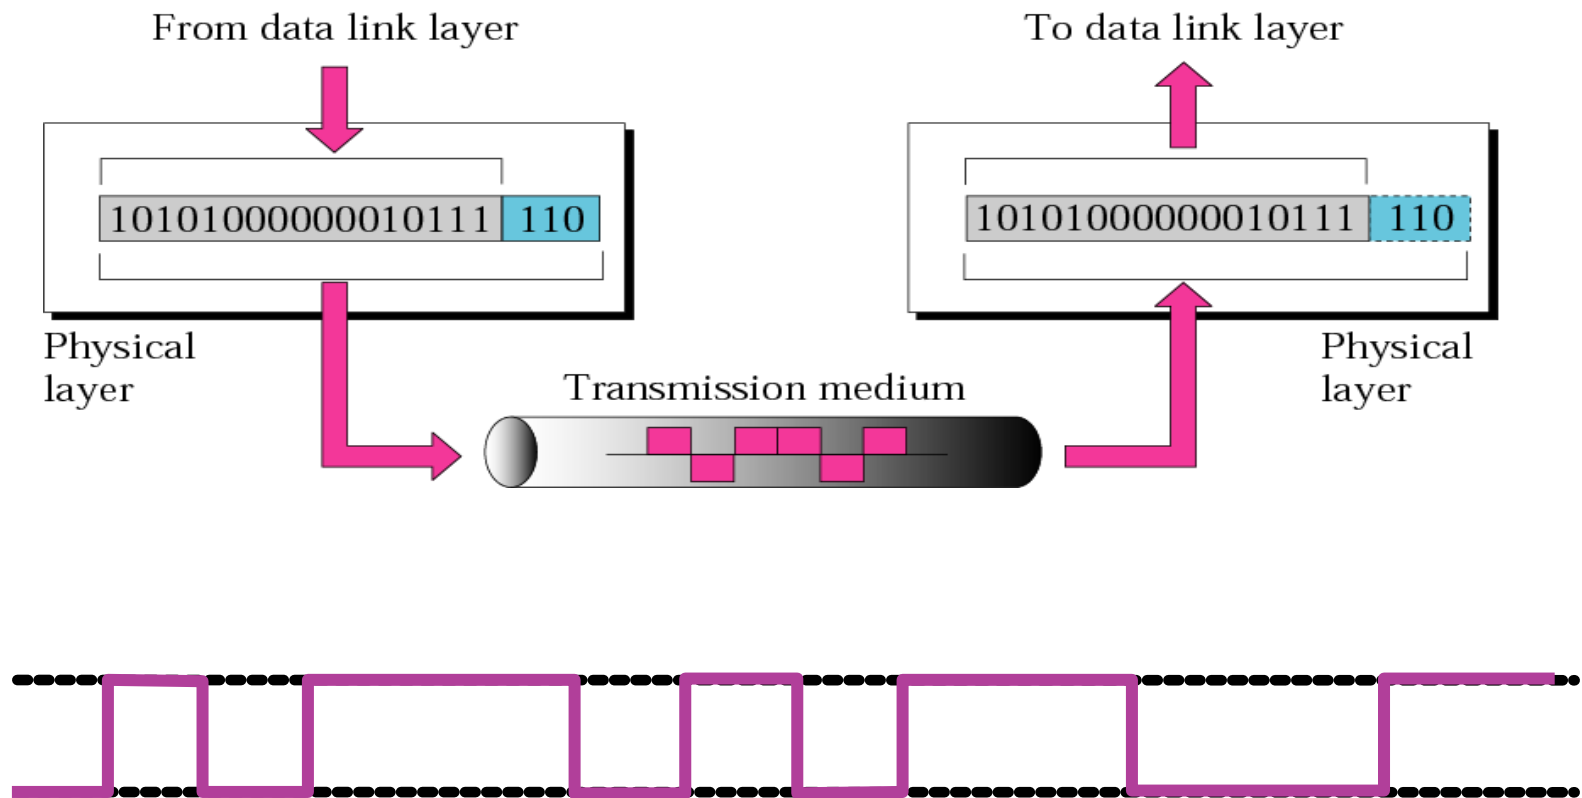 From data link layer
To data link layer
10101000000010111 110
10101000000010111 110
Physical
layer
Physical
layer
Transmission medium